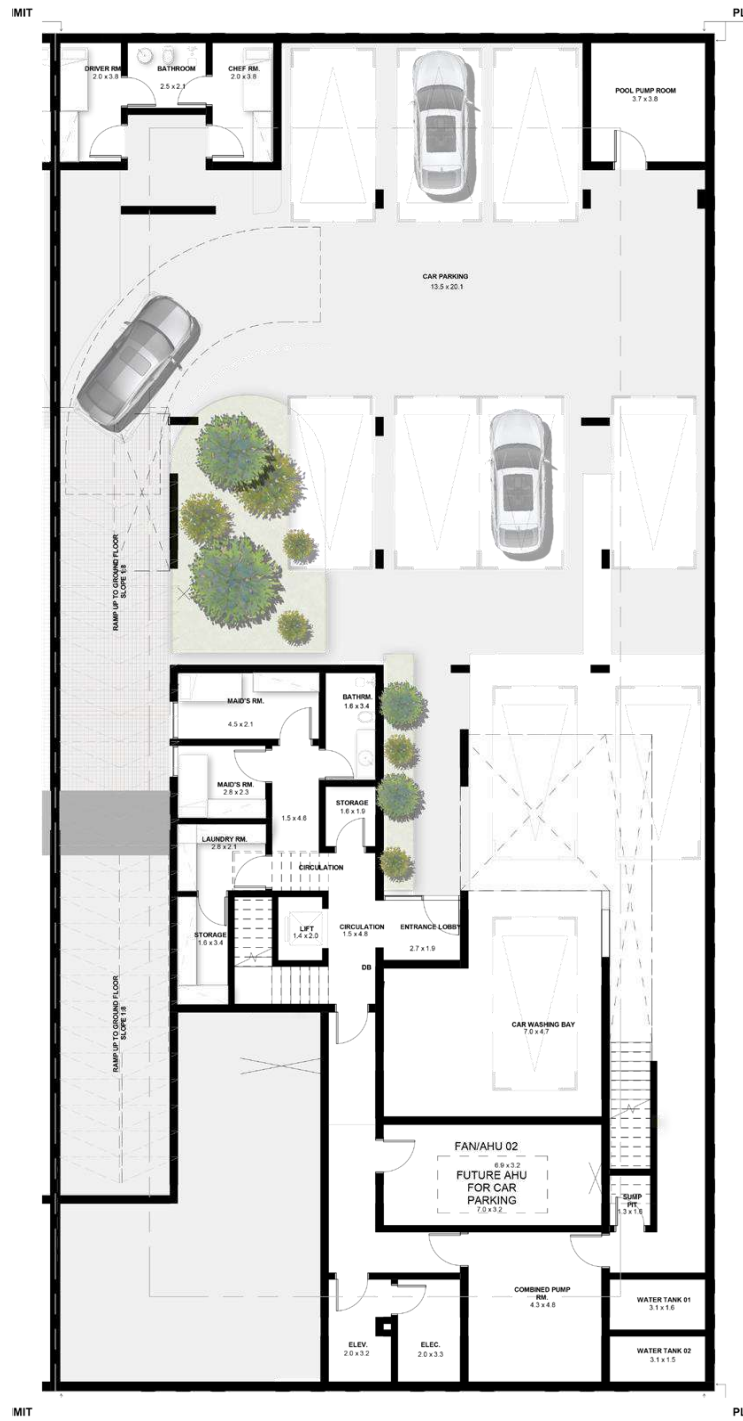 IMIT
PL
DRIVER RM.
2.0 x 3.8
BATHROOM
2.5 x 2.1
CHEF RM.
2.0 x 3.8
POOL PUMP ROOM
3.7 x 3.8
CAR PARKING
13.5 x 20.1
RAMP UP TO GROUND FLOOR
SLOPE 1:8
MAID'S RM.
4.5 x 2.1
BATHRM.
1.6 x 3.4
MAID'S RM.
2.8 x 2.3
STORAGE
1.6 x 1.9
1.5 x 4.6
LAUNDRY RM.
2.8 x 2.1
CIRCULATION
STORAGE
1.6 x 3.4
LIFT
1.4 x 2.0
CIRCULATION
1.5 x 4.8
ENTRANCE LOBBY
2.7 x 1.9
DB
RAMP UP TO GROUND FLOOR
SLOPE 1:8
CAR WASHING BAY
7.0 x 4.7
FAN/AHU 02
6.9 x 3.2
FUTURE AHU
FOR CAR
PARKING
7.0 x 3.2
SUMP
PIT
1.3 x 1.6
COMBINED PUMP
RM.
4.3 x 4.6
WATER TANK 01
3.1 x 1.6
ELEV.
2.0 x 3.2
ELEC.
2.0 x 3.3
WATER TANK 02
3.1 x 1.5
IMIT
PL